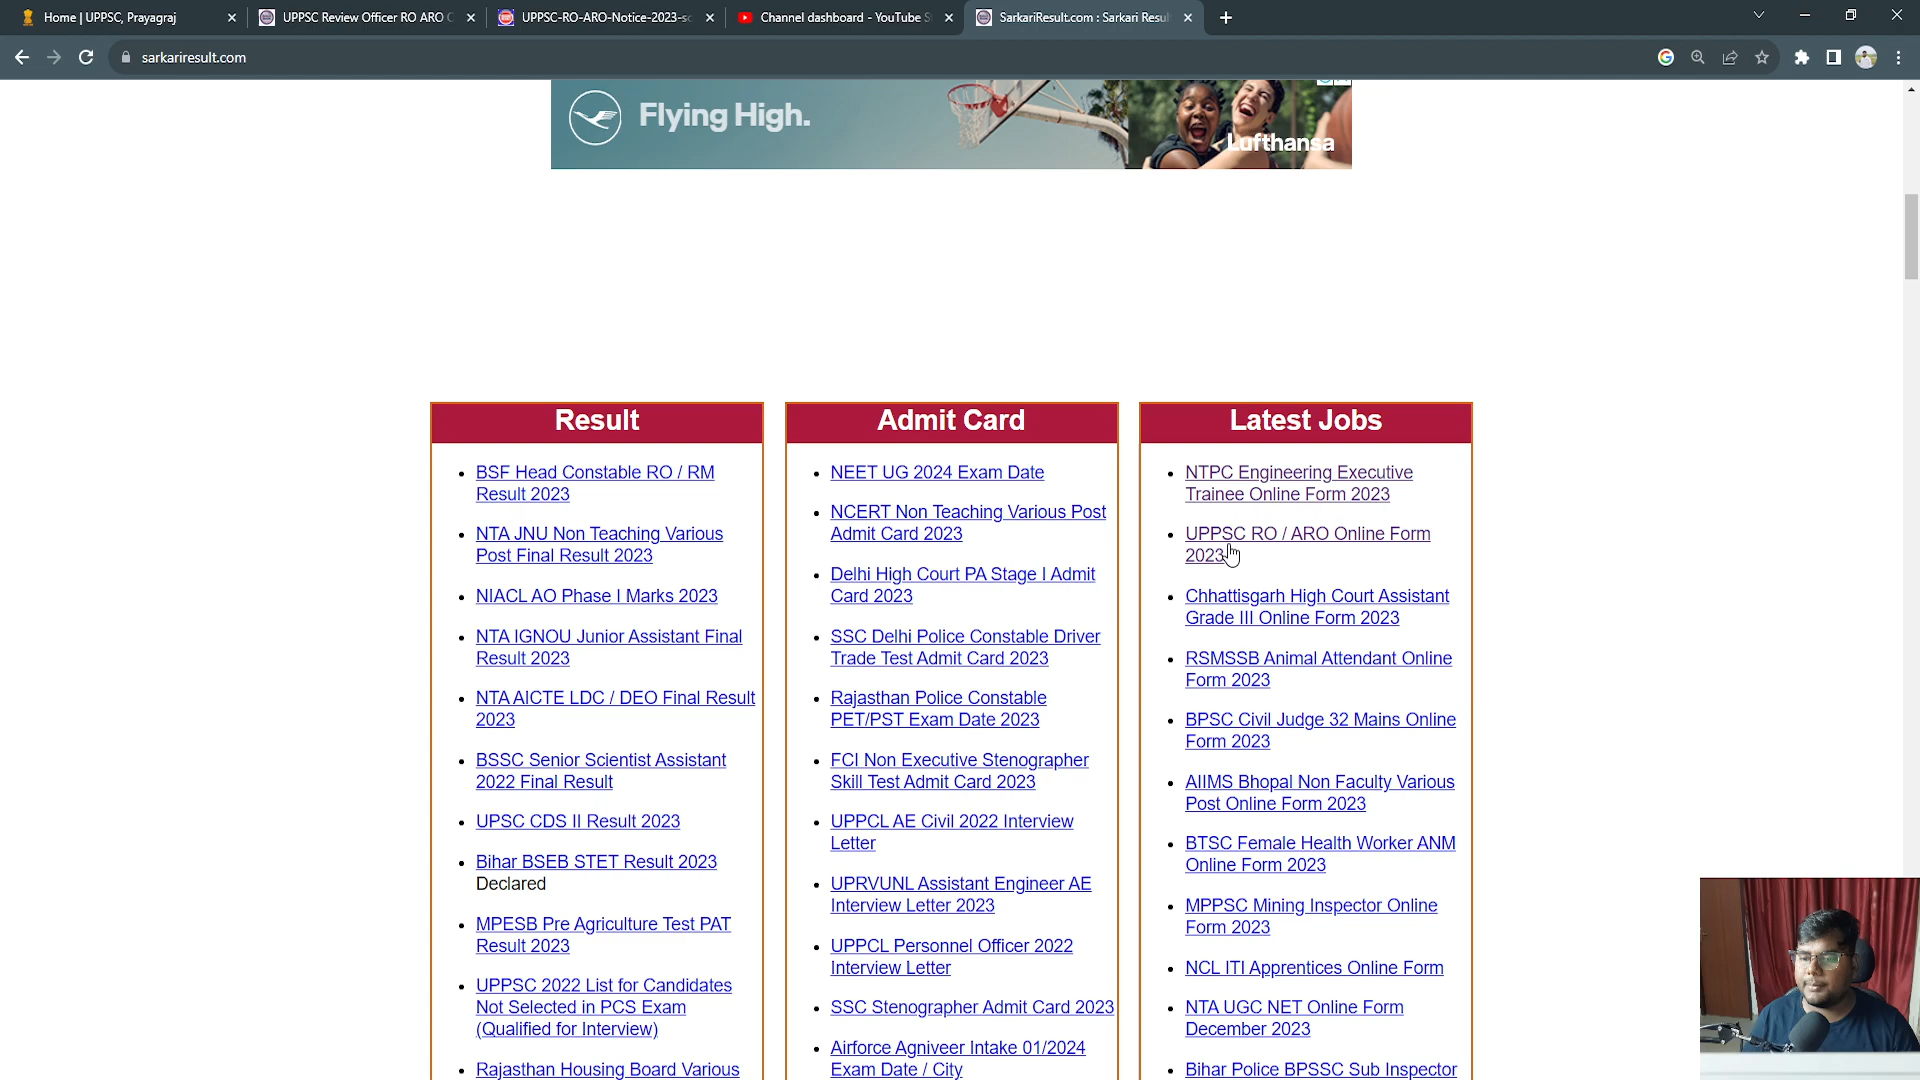 Home | UPPSC, Prayagraj
UPPSC Review Officer RO ARO
UPPSC-RO-ARO-Notice-2023-
Channel dashboard - YouTube S
SarkariResult.com : Sarkari Resul
sarkariresult.com
Flying High.
Lufthansa
Result
BSF Head Constable RO / RM
Result 2023
NTA JNU Non Teaching Various
Post Final Result 2023
NIACL AO Phase I Marks 2023
NTA IGNOU Junior Assistant Final
Result 2023
NTA AICTE LDC / DEO Final Result
2023
BSSC Senior Scientist Assistant
2022 Final Result
UPSC CDS II Result 2023
Bihar BSEB STET Result 2023
Declared
MPESB Pre Agriculture Test PAT
Result 2023
UPPSC 2022 List for Candidates
Not Selected in PCS Exam
(Qualified for Interview)
Rajasthan Housing Board Various
Admit Card
NEET UG 2024 Exam Date
NCERT Non Teaching Various Post
Admit Card 2023
Delhi High Court PA Stage I Admit
Card 2023
SSC Delhi Police Constable Driver
Trade Test Admit Card 2023
Rajasthan Police Constable
PET/PST Exam Date 2023
FCI Non Executive Stenographer
Skill Test Admit Card 2023
UPPCL AE Civil 2022 Interview
Letter
UPRVUNL Assistant Engineer AE
Interview Letter 2023
UPPCL Personnel Officer 2022
Interview Letter
SSC Stenographer Admit Card 2023
Airforce Agniveer Intake 01/2024
Exam Date / City
Latest Jobs
NTPC Engineering Executive
Trainee Online Form 2023
UPPSC RO / ARO Online Form
2023
Chhattisgarh High Court Assistant
Grade III Online Form 2023
RSMSSB Animal Attendant Online
Form 2023
BPSC Civil Judge 32 Mains Online
Form 2023
AIIMS Bhopal Non Faculty Various
Post Online Form 2023
BTSC Female Health Worker ANM
Online Form 2023
MPPSC Mining Inspector Online
Form 2023
NCL ITI Apprentices Online Form
NTA UGC NET Online Form
December 2023
Bihar Police BPSSC Sub Inspector